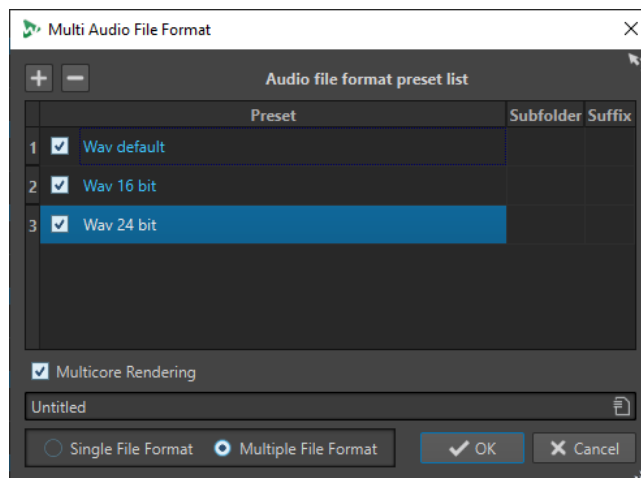 Multi Audio File Format
Audio file format preset list
Preset Subfolder Suffix
1 Wav default
2 Wav 16 bit
3 Wav 24 bit
Multicore Rendering
Untitled
Single File Format Multiple File Format OK Cancel